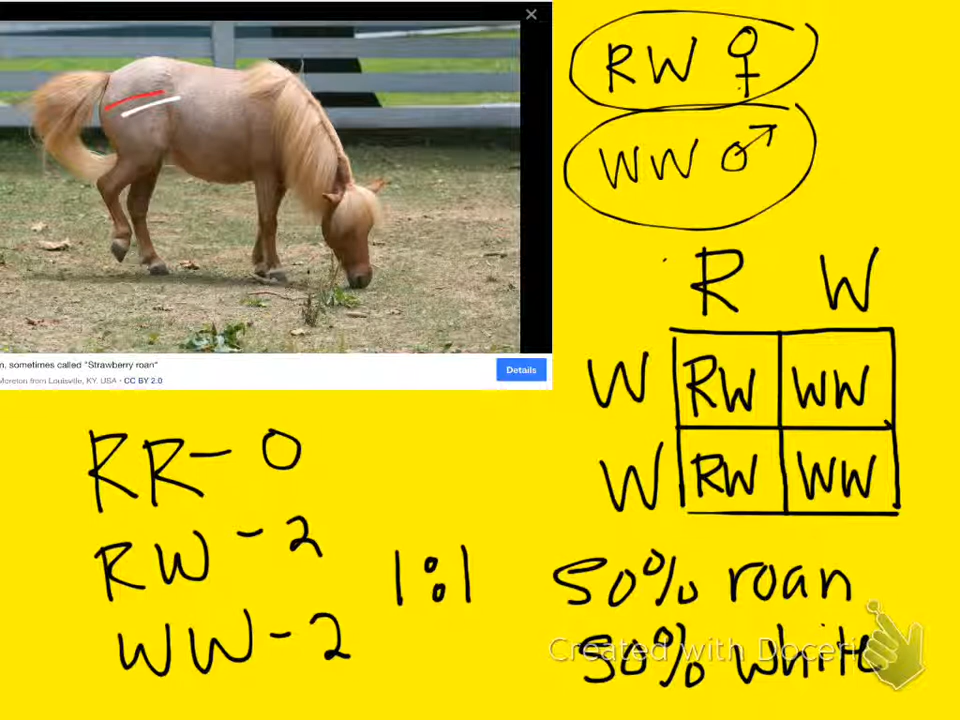 RW ♀
WW ♂
R W
W RW WW
W RW WW
n, sometimes called "Strawberry roan"
Details
Moreton from Louisville, KY, USA • CC BY 2.0
RR - 0
RW - 2
WW - 2
1:1
50% roan
50% white
Created with Doceri